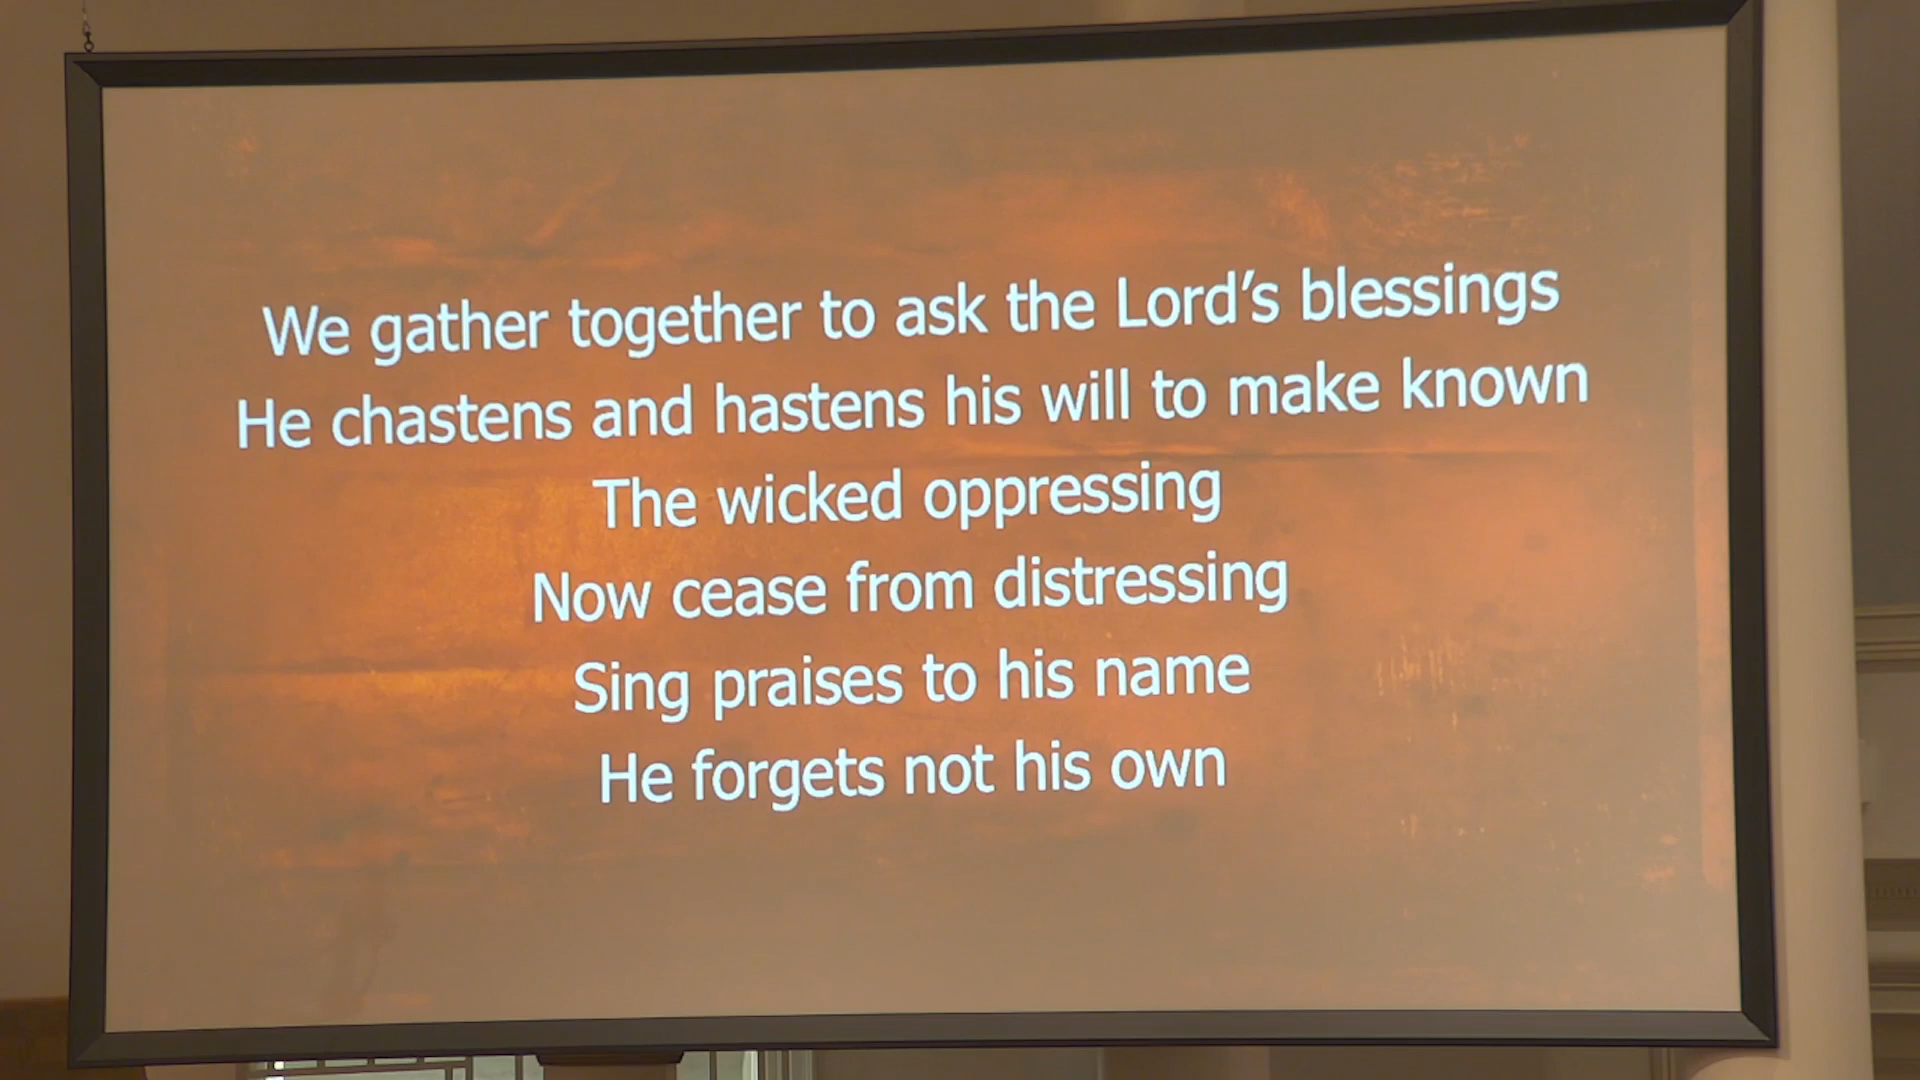 We gather together to ask the Lord’s blessings
He chastens and hastens his will to make known
The wicked oppressing
Now cease from distressing
Sing praises to his name
He forgets not his own